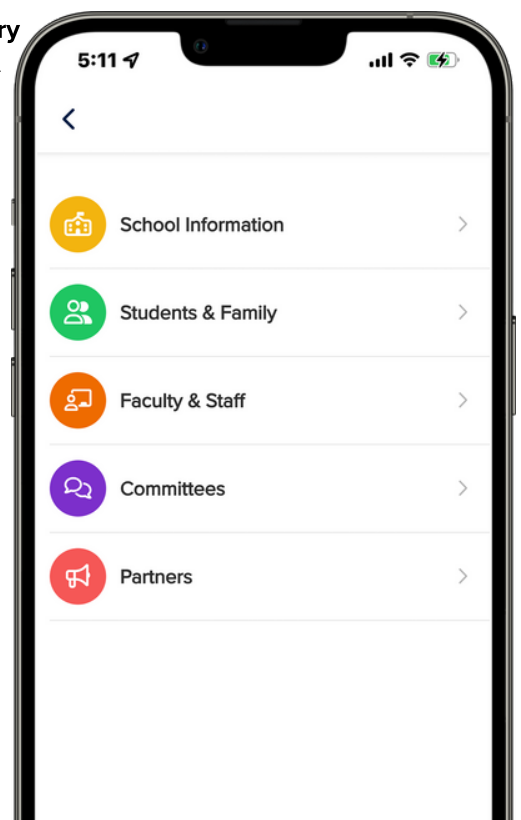 ry
5:11
School Information
Students & Family
Faculty & Staff
Committees
Partners